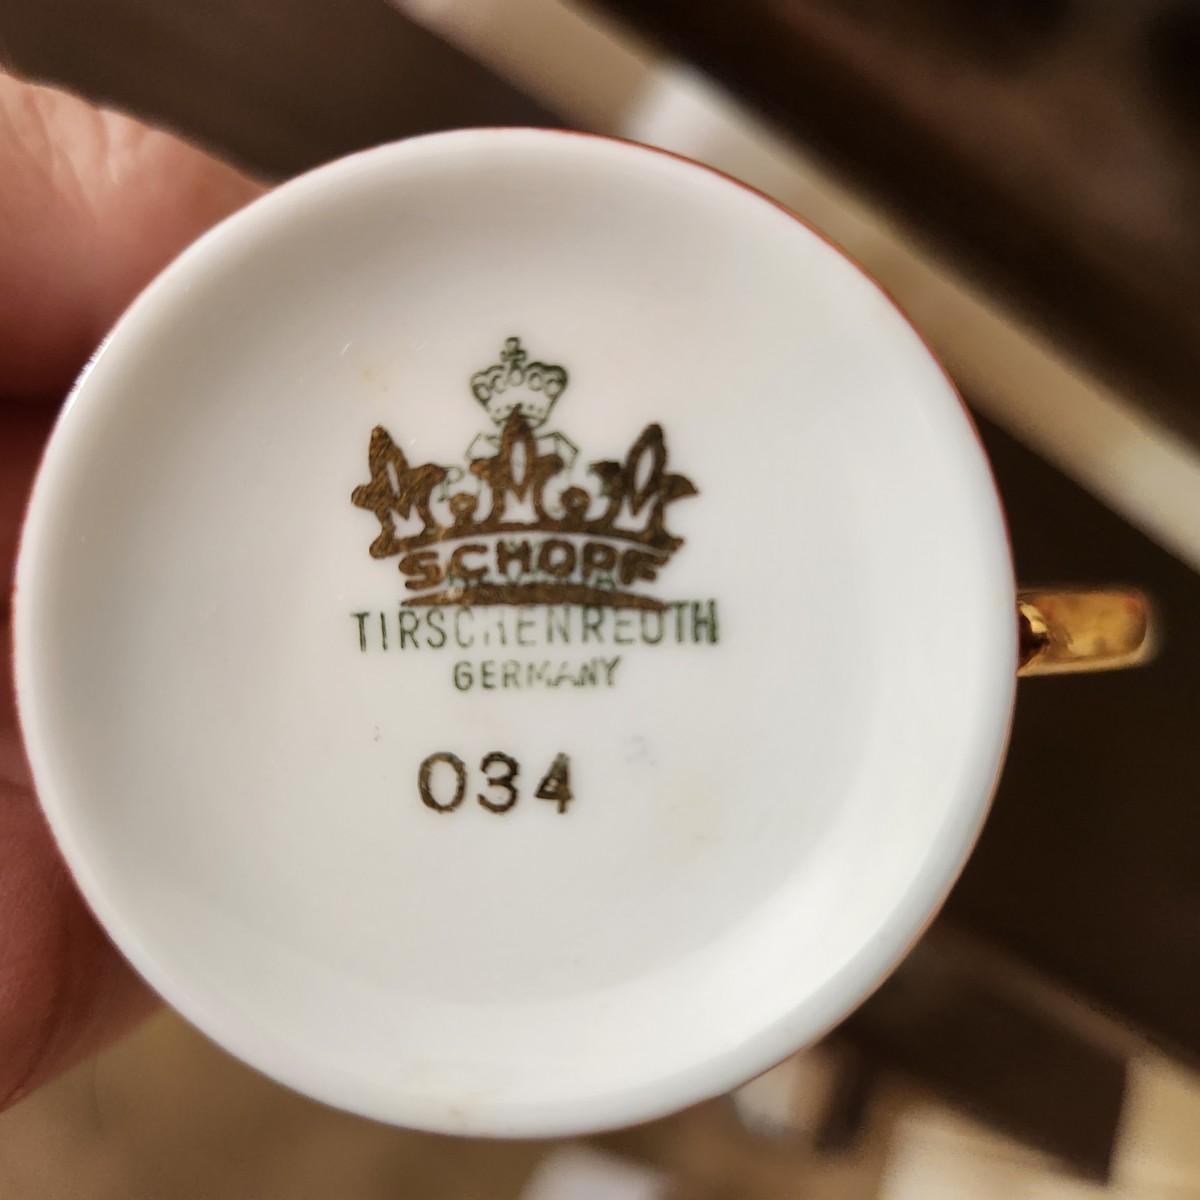 SCHOPF
TIRSCHENREUTH
GERMANY
034